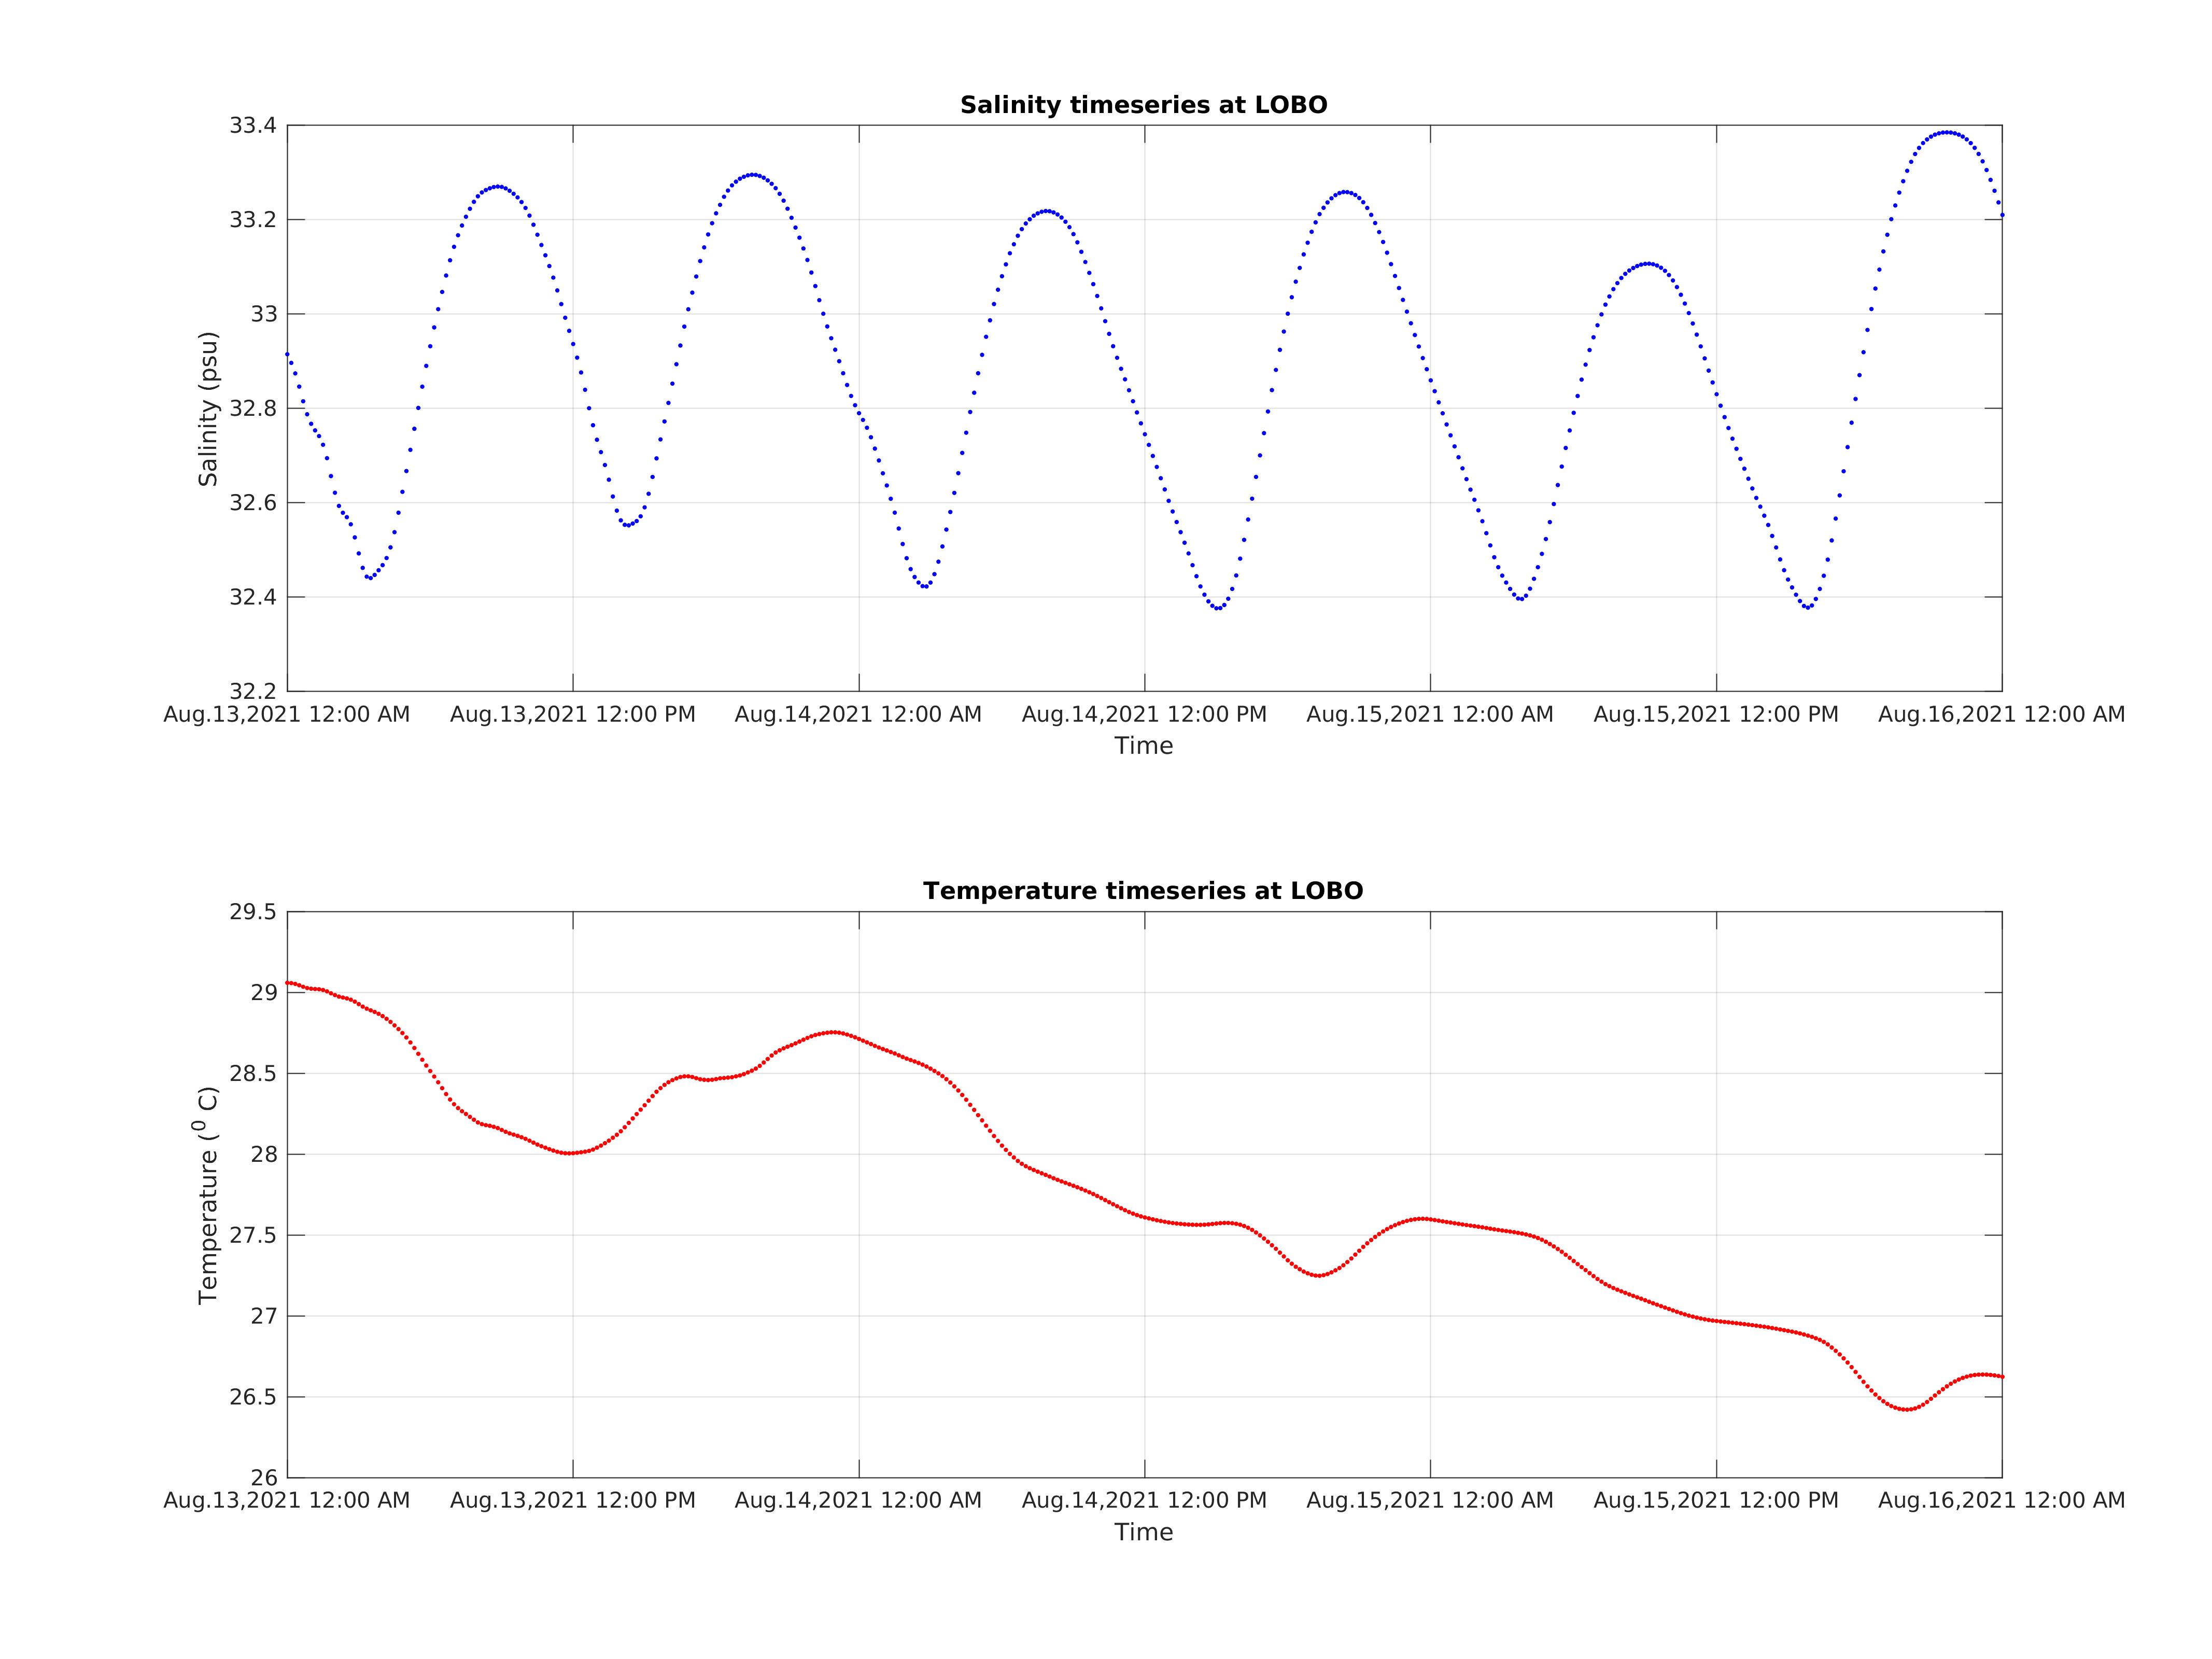 Salinity timeseries at LOBO
33.4
33.2
33
32.8
32.6
32.4
32.2
Salinity (psu)
Aug.13,2021 12:00 AM Aug.13,2021 12:00 PM Aug.14,2021 12:00 AM Aug.14,2021 12:00 PM Aug.15,2021 12:00 AM Aug.15,2021 12:00 PM Aug.16,2021 12:00 AM
Time
Temperature timeseries at LOBO
29.5
29
28.5
28
27.5
27
26.5
26
Temperature (⁰ C)
Aug.13,2021 12:00 AM Aug.13,2021 12:00 PM Aug.14,2021 12:00 AM Aug.14,2021 12:00 PM Aug.15,2021 12:00 AM Aug.15,2021 12:00 PM Aug.16,2021 12:00 AM
Time